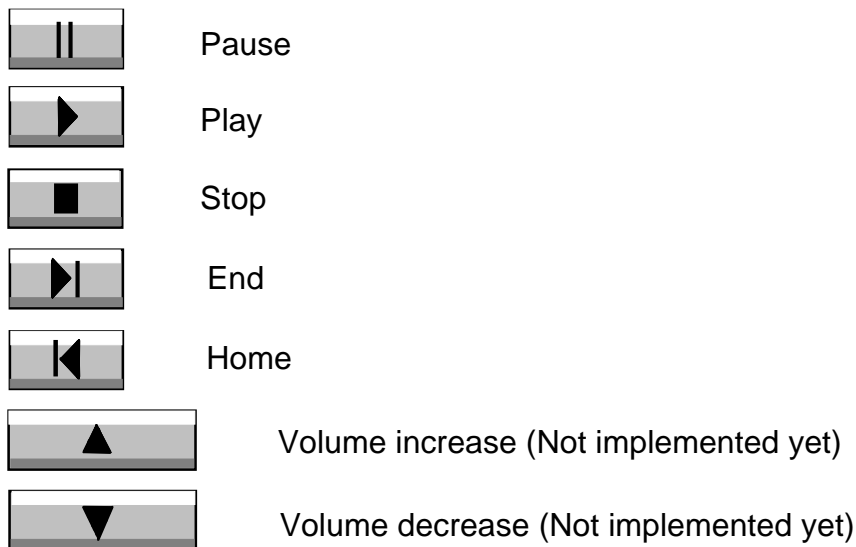 Pause
Play
Stop
End
Home
Volume increase (Not implemented yet)
Volume decrease (Not implemented yet)